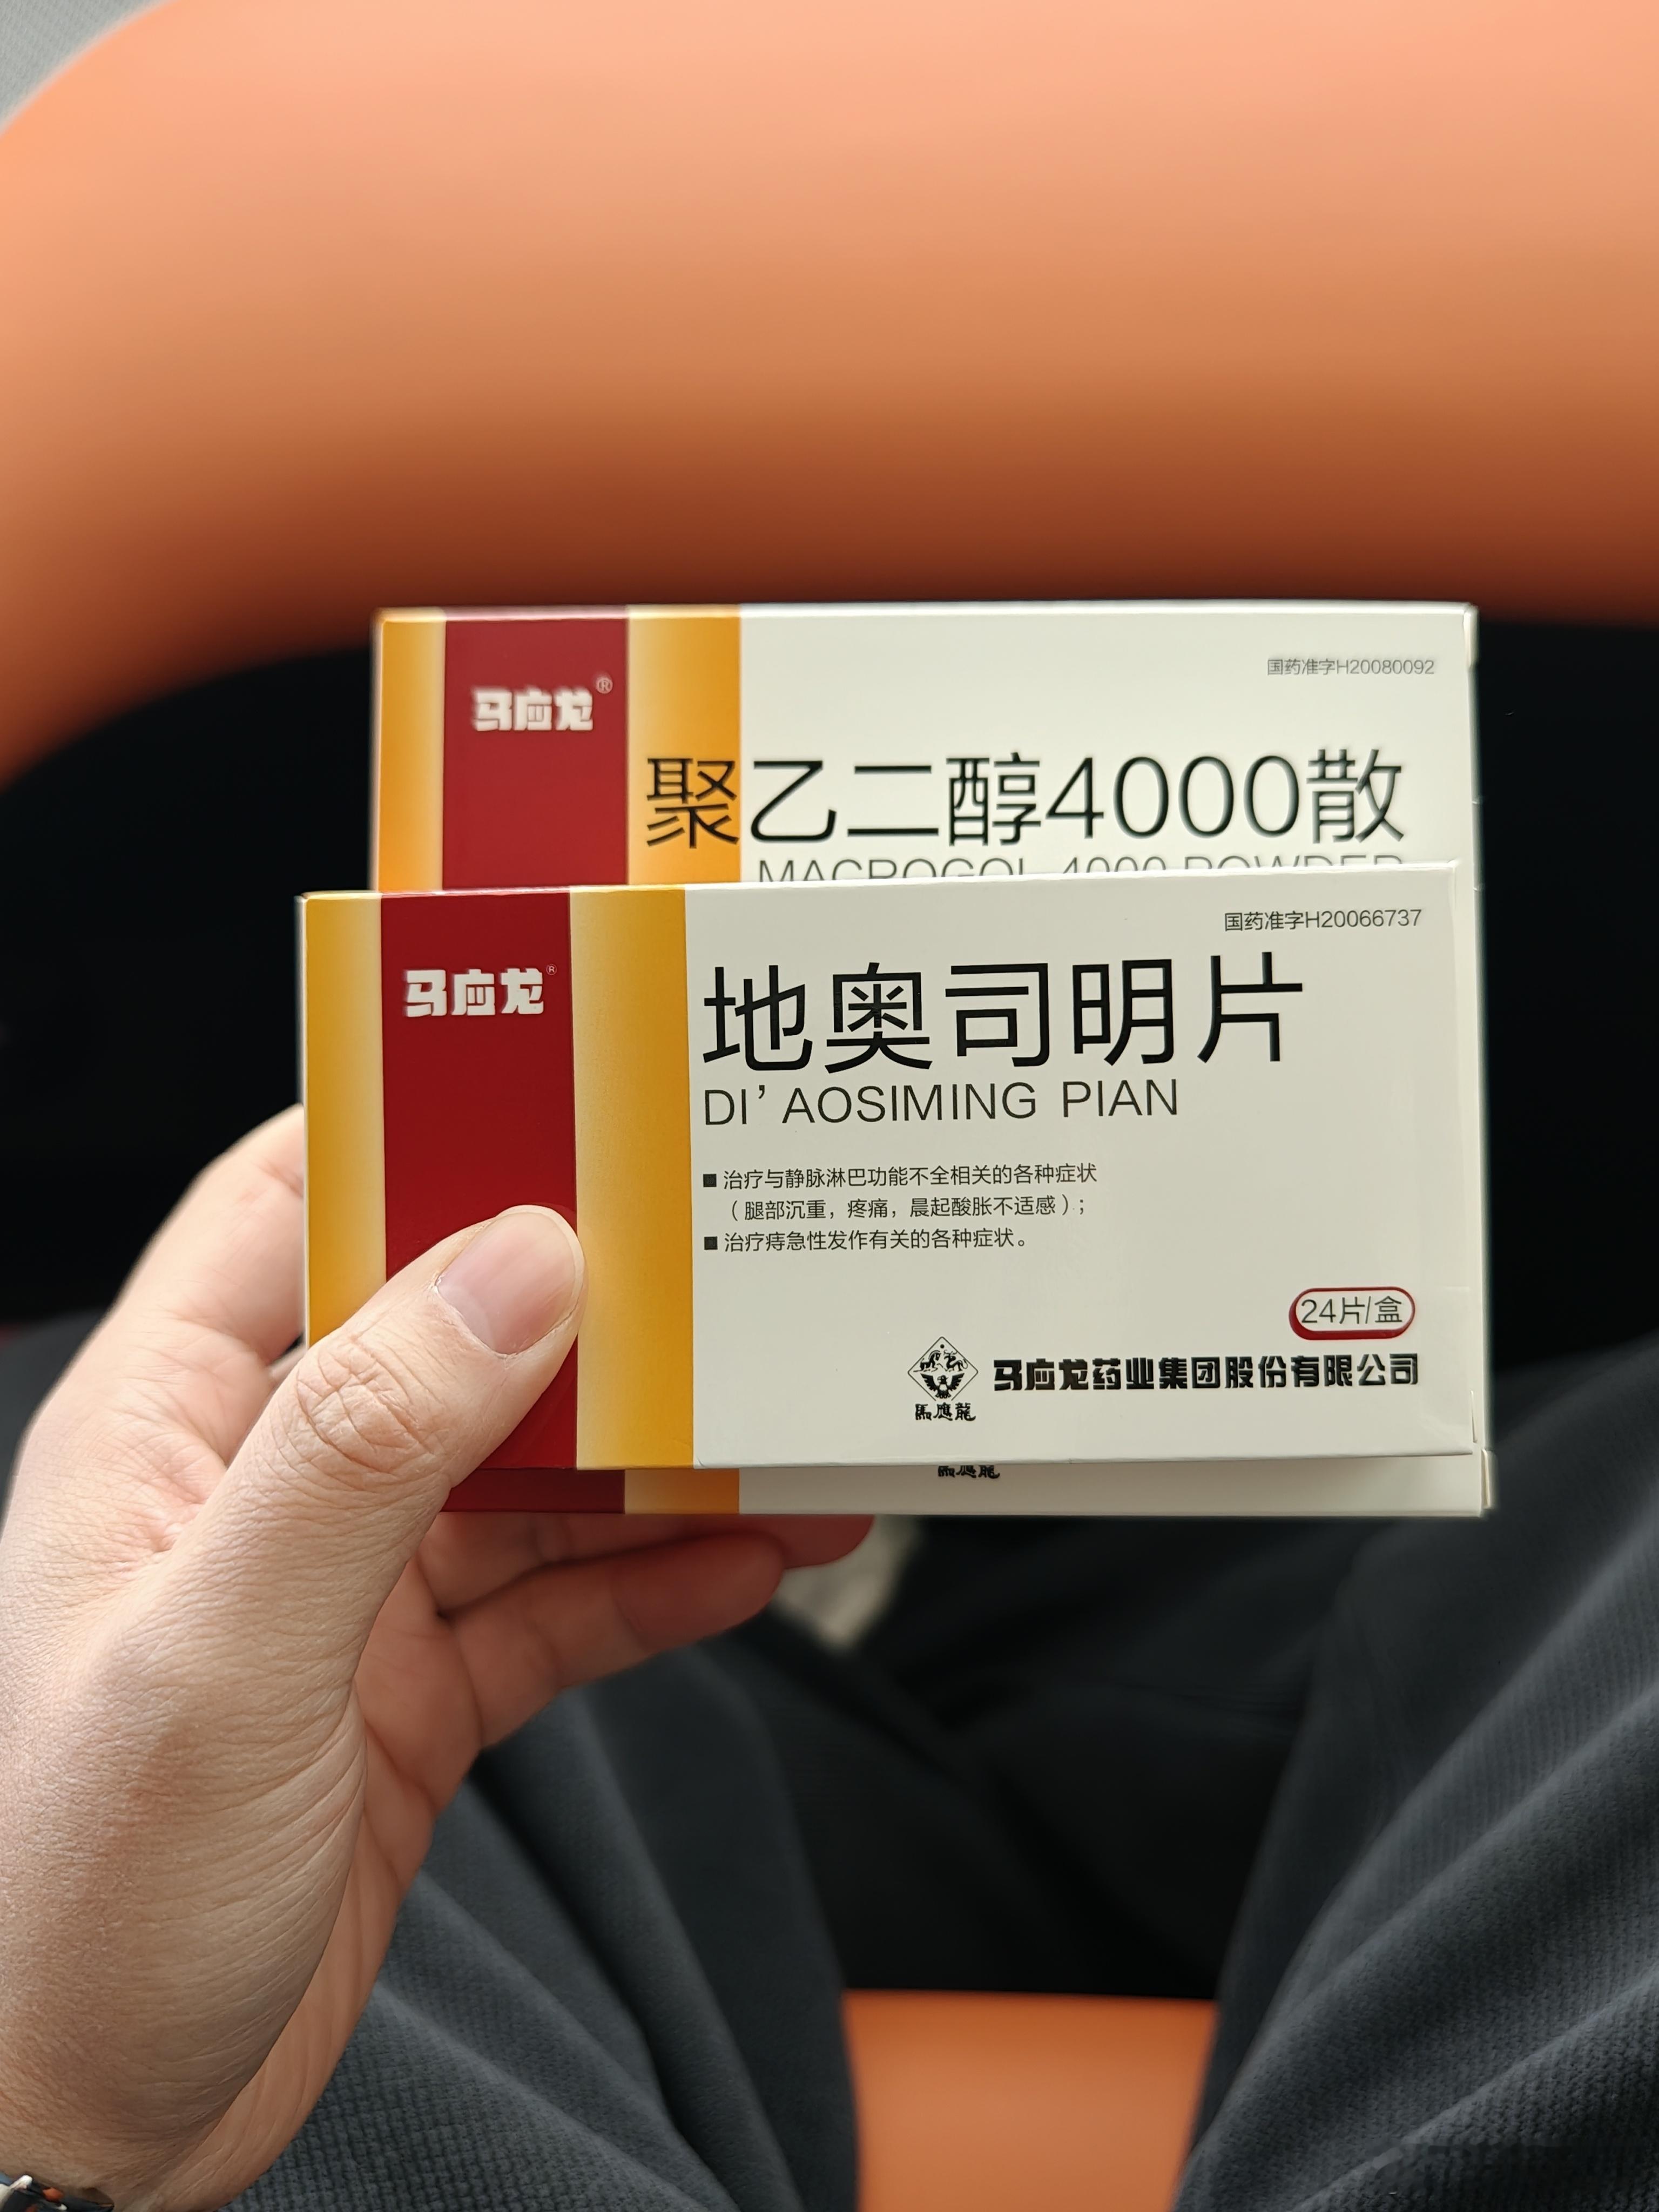 马应龙®
国药准字H20080092
聚乙二醇4000散
MACROGOL 4000 POWDER
马应龙®
国药准字H20066737
地奥司明片
DI'AOSIMING PIAN
■ 治疗与静脉淋巴功能不全相关的各种症状
（腿部沉重，疼痛，晨起酸胀不适感）；
■ 治疗痔急性发作有关的各种症状。
24片/盒
馬應龍
马应龙药业集团股份有限公司
馬應龍